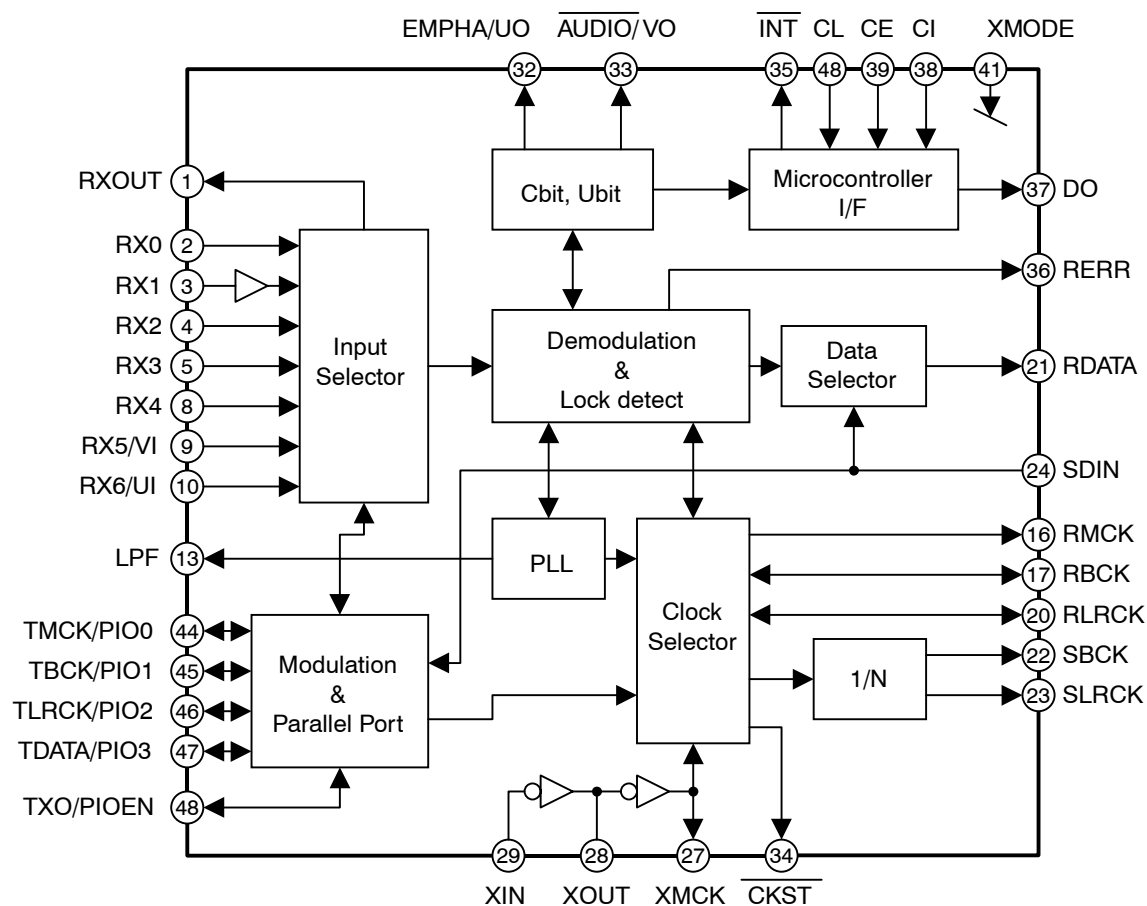 EMPHA/UO AUDIO/VO INT CL CE CI XMODE
32 33 35 48 39 38 41
RXOUT 1
Cbit, Ubit
Microcontroller
I/F
37 DO
RX0 2
RX1 3
RX2 4
RX3 5
RX4 8
RX5/VI 9
RX6/UI 10
Input
Selector
36 RERR
Demodulation
&
Lock detect
Data
Selector
21 RDATA
24 SDIN
LPF 13
PLL
Clock
Selector
16 RMCK
17 RBCK
20 RLRCK
22 SBCK
23 SLRCK
1/N
TMCK/PIO0 44
TBCK/PIO1 45
TLRCK/PIO2 46
TDATA/PIO3 47
TXO/PIOEN 48
Modulation
&
Parallel Port
29 28 27 34
XIN XOUT XMCK CKST